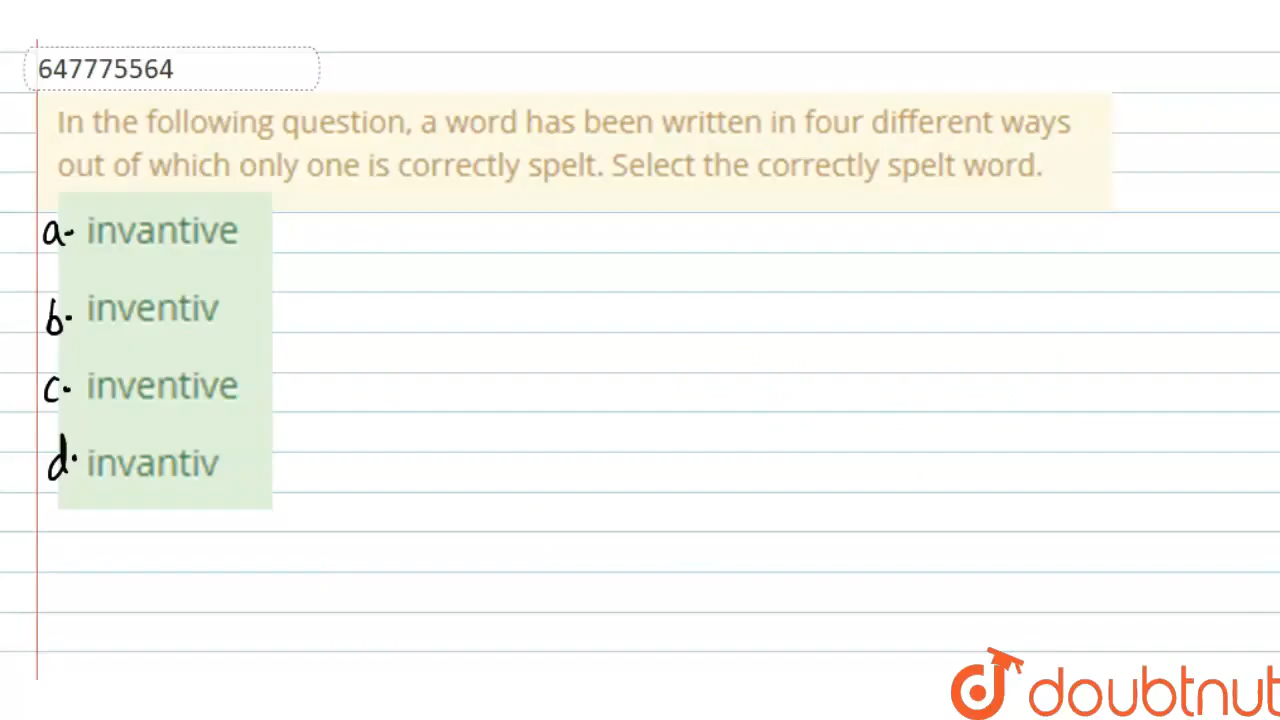 647775564
In the following question, a word has been written in four different ways
out of which only one is correctly spelt. Select the correctly spelt word.
a. invantive
b. inventiv
c. inventive
d. invantiv
doubtnut